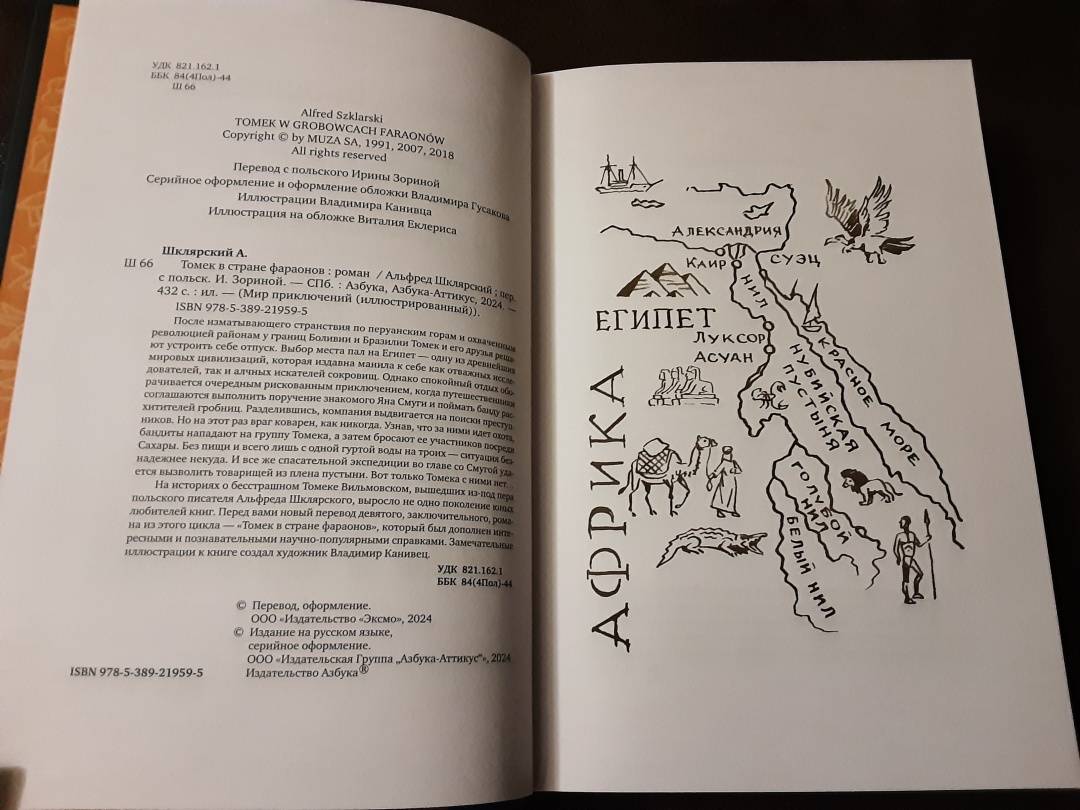 УДК 821.162.1
ББК 84(4Пол)-44
Ш 66
Alfred Szklarski
TOMEK W GROBOWCACH FARAONÓW
Copyright © by MUZA SA, 1991, 2007, 2018
All rights reserved
Перевод с польского Ирины Зориной
Серийное оформление и оформление обложки Владимира Гусакова
Иллюстрации Владимира Канивца
Иллюстрация на обложке Виталия Еклериса
Шклярский А.
Ш 66 Томек в стране фараонов : роман / Альфред Шклярский ; пер.
с польск. И. Зориной. — СПб. : Азбука, Азбука-Аттикус, 2024. —
432 с. : ил. — (Мир приключений (иллюстрированный)).
ISBN 978-5-389-21959-5
После изматывающего странствия по перуанским горам и охваченным
революцией районам у границ Боливии и Бразилии Томек и его друзья реша-
ют устроить себе отпуск. Выбор места пал на Египет — одну из древнейших
мировых цивилизаций, которая издавна манила к себе как отважных иссле-
дователей, так и алчных искателей сокровищ. Однако спокойный отдых обо-
рачивается очередным рискованным приключением, когда путешественники
соглашаются выполнить поручение знакомого Яна Смуги и поймать банду рас-
хитителей гробниц. Разделившись, компания выдвигается на поиски преступ-
ников. Но на этот раз враг коварен, как никогда. Узнав, что за ними идет охота,
бандиты нападают на группу Томека, а затем бросают ее участников посреди
Сахары. Без пищи и всего лишь с одной гуртой воды на троих — ситуация без-
надежнее некуда. И все же спасательной экспедиции во главе со Смугой уда-
ется вызволить товарищей из плена пустыни. Вот только Томека с ними нет...
На историях о бесстрашном Томеке Вильмовском, вышедших из-под пера
польского писателя Альфреда Шклярского, выросло не одно поколение юных
любителей книг. Перед вами новый перевод девятого, заключительного, рома-
на из этого цикла — «Томек в стране фараонов», который был дополнен инте-
ресными и познавательными научно-популярными справками. Замечательные
иллюстрации к книге создал художник Владимир Канивец.
УДК 821.162.1
ББК 84(4Пол)-44
© Перевод, оформление.
ООО «Издательство «Эксмо», 2024
© Издание на русском языке,
серийное оформление.
ООО «Издательская Группа „Азбука-Аттикус“», 2024
ISBN 978-5-389-21959-5 Издательство Азбука®
АЛЕКСАНДРИЯ
КАИР
СУЭЦ
НИЛ
ЕГИПЕТ
ЛУКСОР
АСУАН
КРАСНОЕ МОРЕ
НУБИЙСКАЯ
ПУСТЫНЯ
АФРИКА
ГОЛУБОЙ
НИЛ
БЕЛЫЙ НИЛ